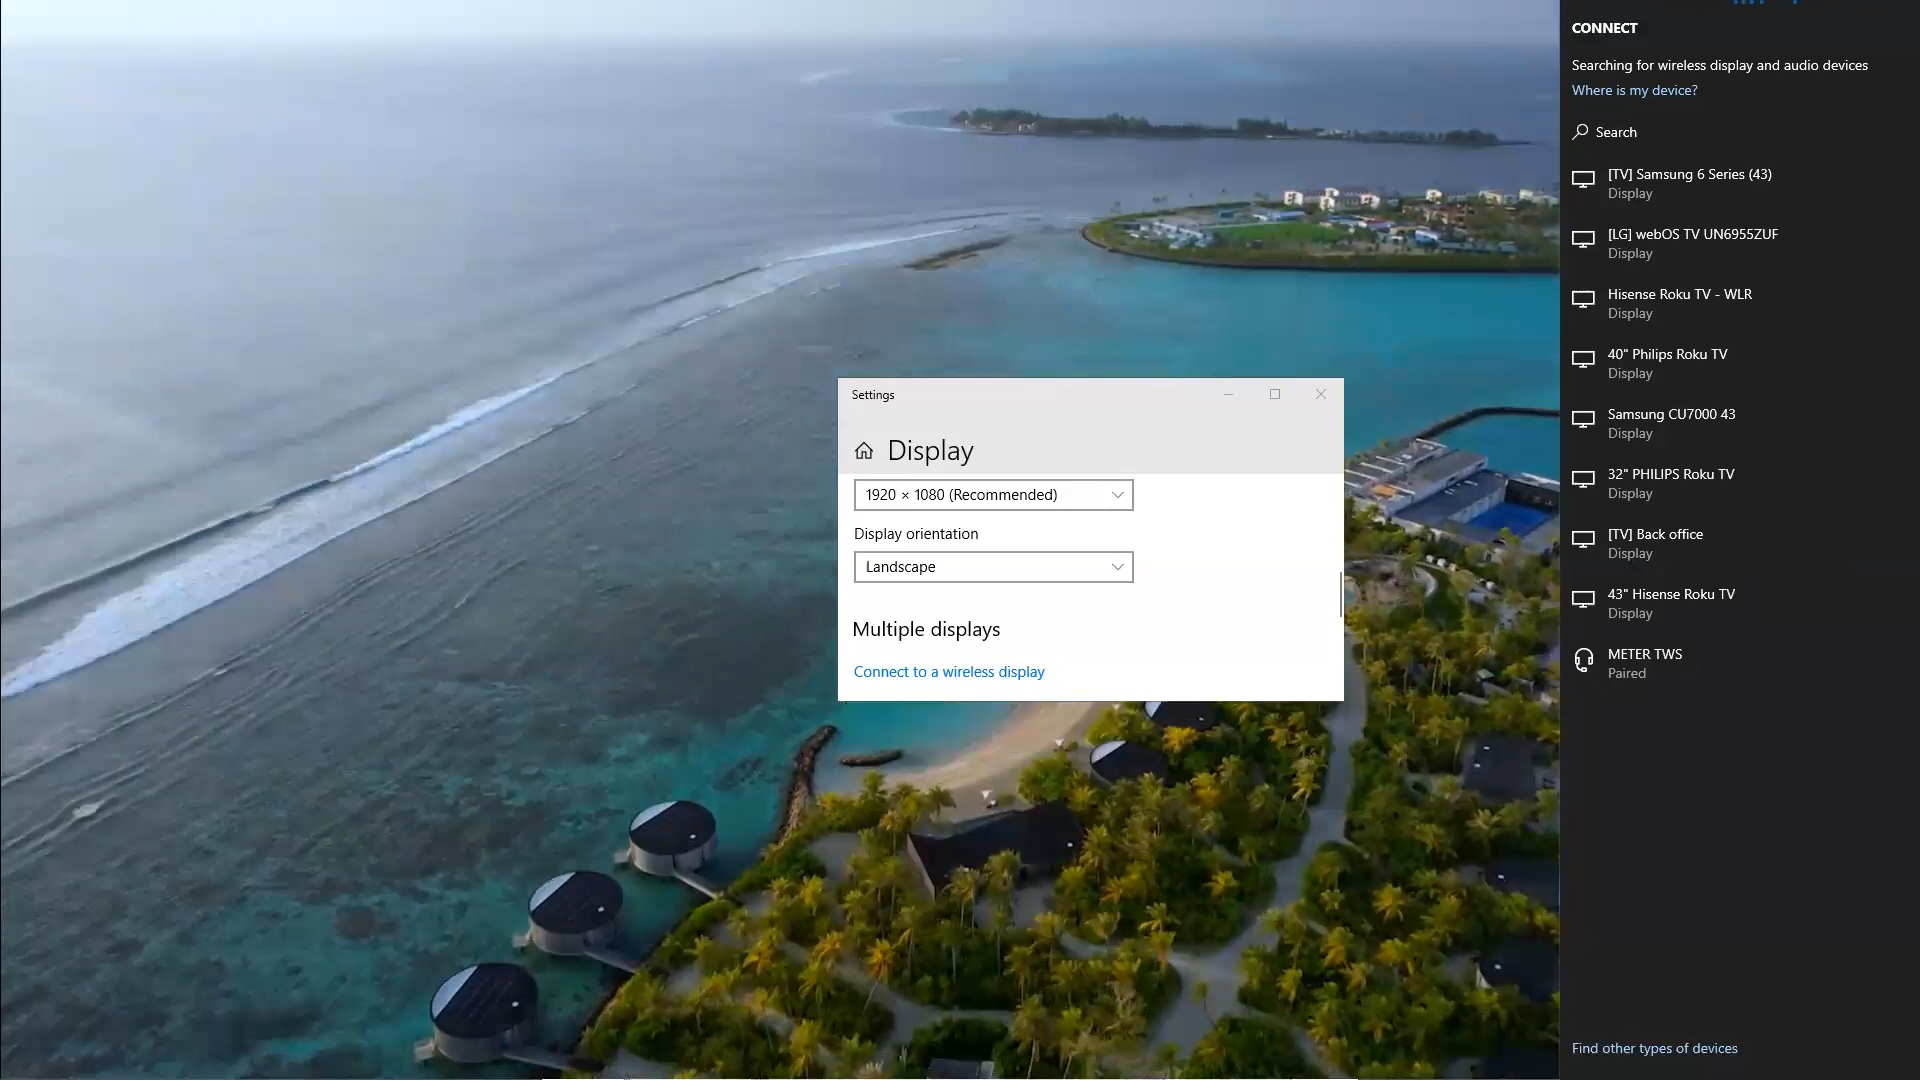 Settings
Display
1920 × 1080 (Recommended)
Display orientation
Landscape
Multiple displays
Connect to a wireless display
CONNECT
Searching for wireless display and audio devices
Where is my device?
Search
[TV] Samsung 6 Series (43)
Display
[LG] webOS TV UN6955ZUF
Display
Hisense Roku TV - WLR
Display
40" Philips Roku TV
Display
Samsung CU7000 43
Display
32" PHILIPS Roku TV
Display
[TV] Back office
Display
43" Hisense Roku TV
Display
METER TWS
Paired
Find other types of devices